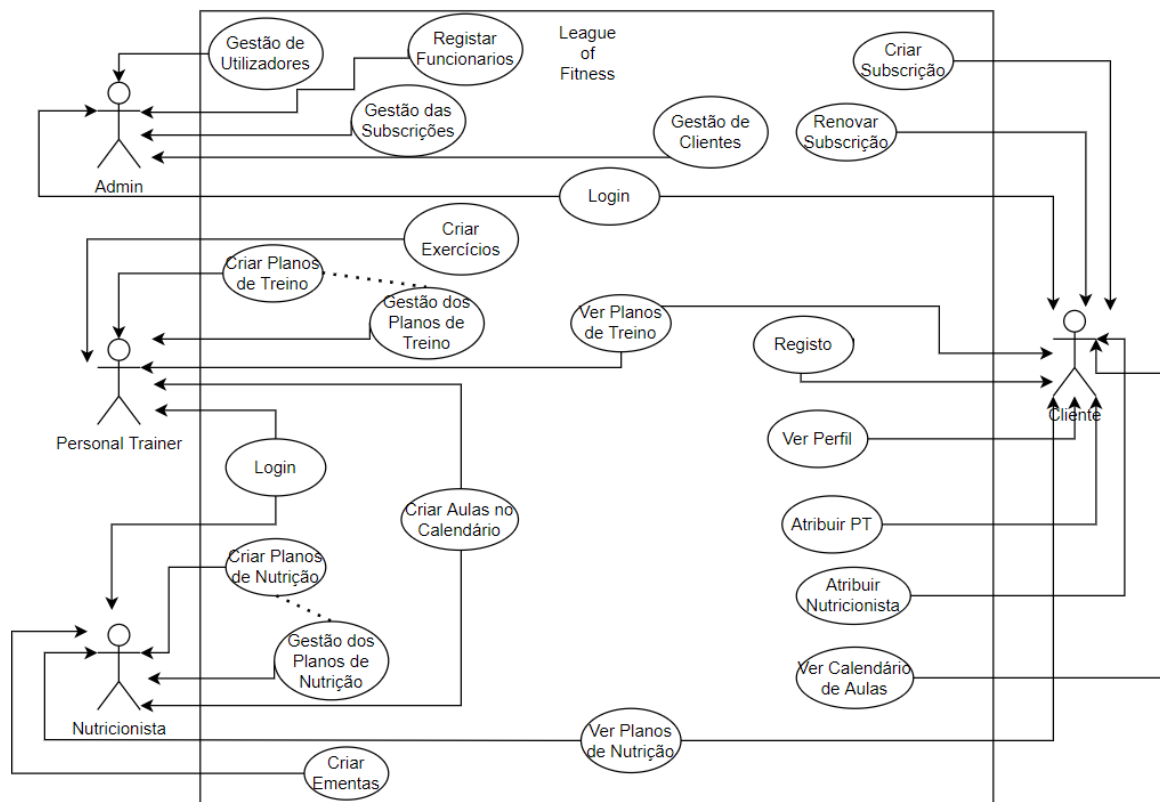 Gestão de
Utilizadores
Registar
Funcionarios
League
of
Fitness
Criar
Subscrição
Gestão das
Subscrições
Gestão de
Clientes
Renovar
Subscrição
Admin
Login
Criar
Exercícios
Criar Planos
de Treino
Gestão dos
Planos de
Treino
Ver Planos
de Treino
Registo
Cliente
Personal Trainer
Ver Perfil
Login
Criar Aulas no
Calendário
Atribuir PT
Criar Planos
de Nutrição
Atribuir
Nutricionista
Gestão dos
Planos de
Nutrição
Ver Calendário
de Aulas
Nutricionista
Ver Planos
de Nutrição
Criar
Ementas